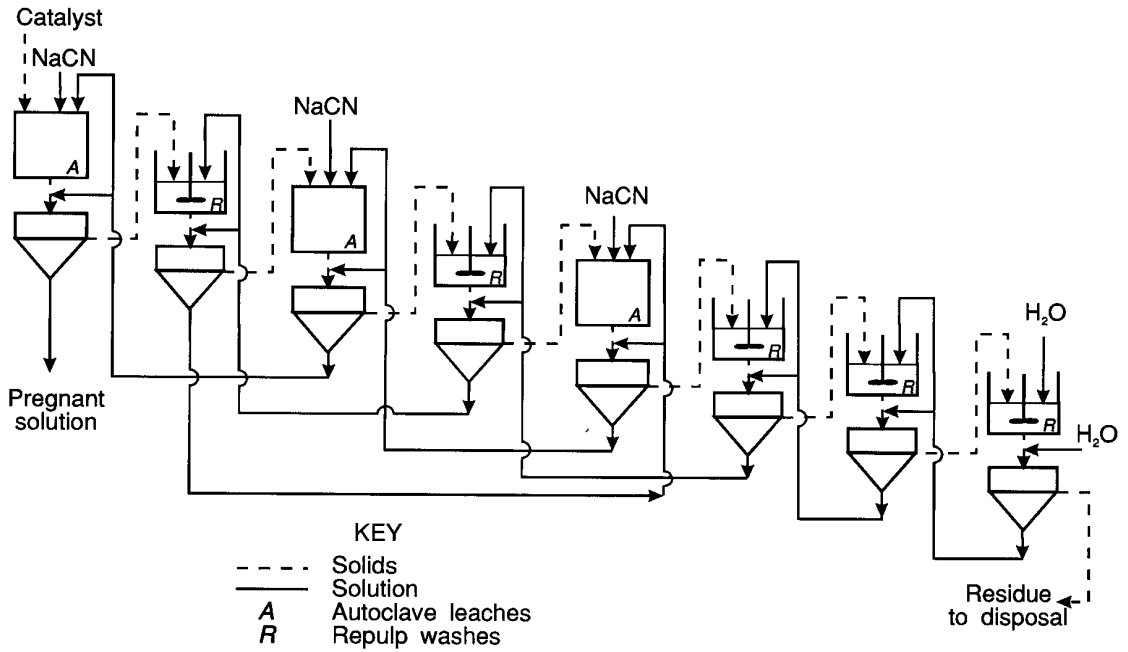 Catalyst
NaCN
A
R
NaCN
A
R
NaCN
A
R
R
H₂O
R
H₂O
Pregnant
solution
Residue
to disposal
KEY
Solids
Solution
A Autoclave leaches
R Repulp washes